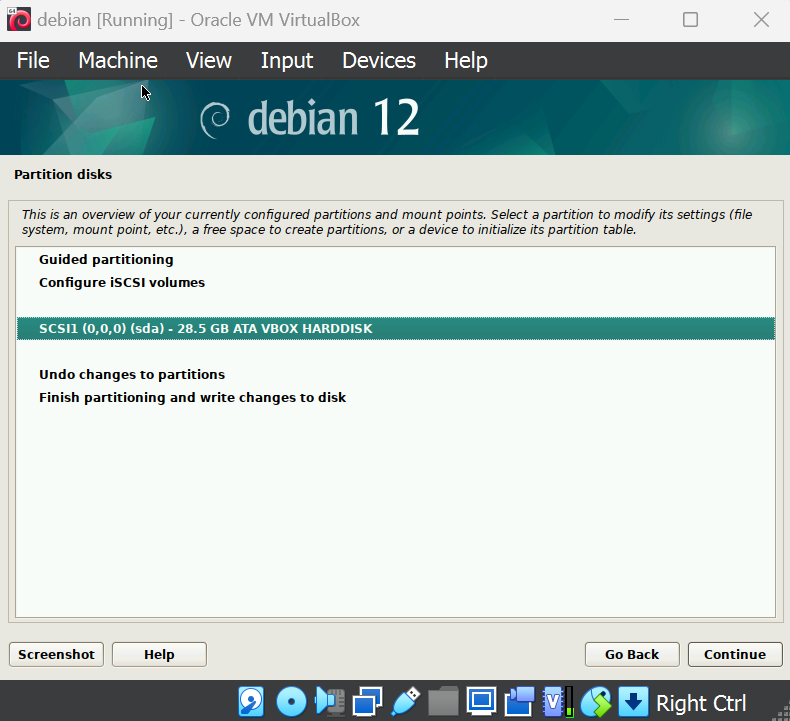 debian [Running] - Oracle VM VirtualBox
File Machine View Input Devices Help
debian 12
Partition disks
This is an overview of your currently configured partitions and mount points. Select a partition to modify its settings (file
system, mount point, etc.), a free space to create partitions, or a device to initialize its partition table.
Guided partitioning
Configure iSCSI volumes
SCSI1 (0,0,0) (sda) - 28.5 GB ATA VBOX HARDDISK
Undo changes to partitions
Finish partitioning and write changes to disk
Screenshot Help Go Back Continue
V Right Ctrl